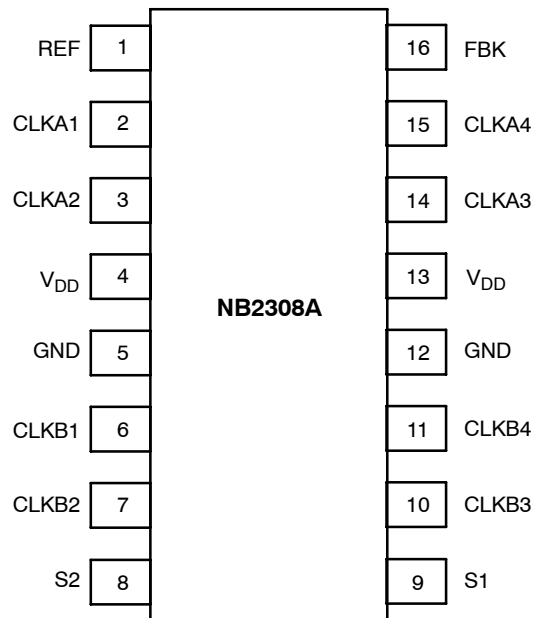 REF 1 16 FBK
CLKA1 2 15 CLKA4
CLKA2 3 14 CLKA3
VDD 4 13 VDD
NB2308A
GND 5 12 GND
CLKB1 6 11 CLKB4
CLKB2 7 10 CLKB3
S2 8 9 S1